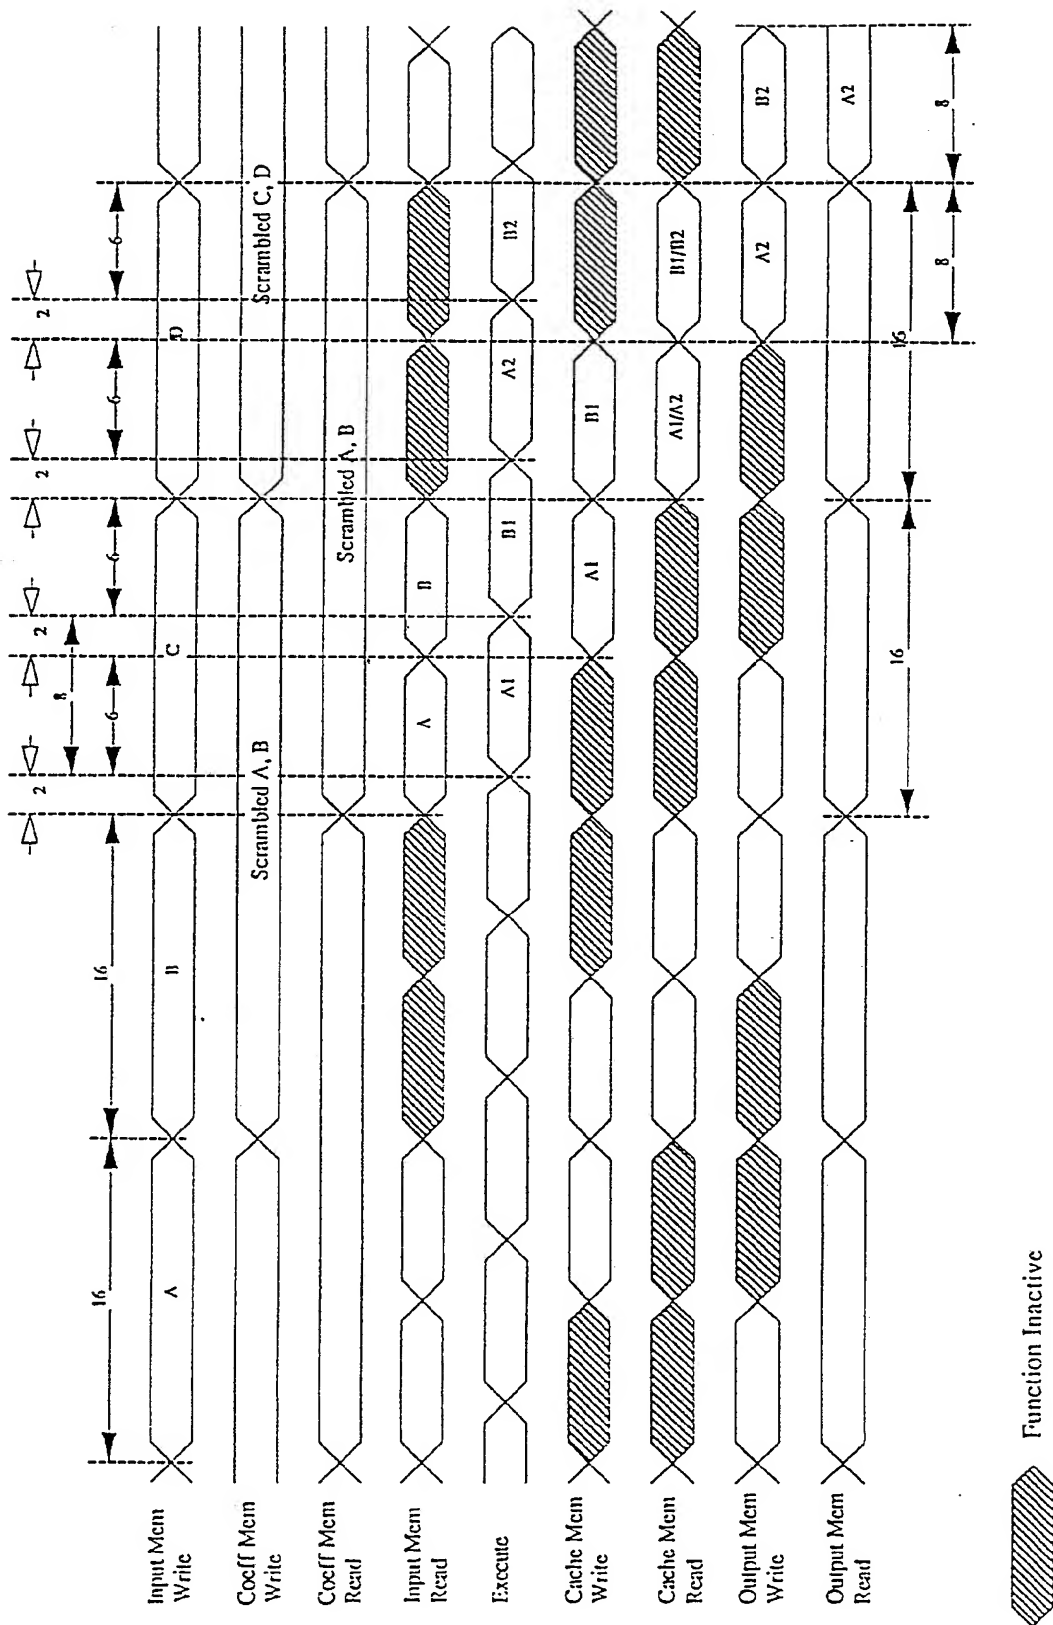 2
2
2
2
8
6
6
6
6
16
16
Input Mem
Write
A
B
C
D
Coeff Mem
Write
Scrambled A, B
Scrambled C, D
Coeff Mem
Read
Scrambled A, B
Input Mem
Read
A
B
Execute
A1
B1
A2
B2
Cache Mem
Write
A1
B1
Cache Mem
Read
A1/A2
B1/B2
Output Mem
Write
A2
B2
Output Mem
Read
A2
16
16
8
8
Function Inactive